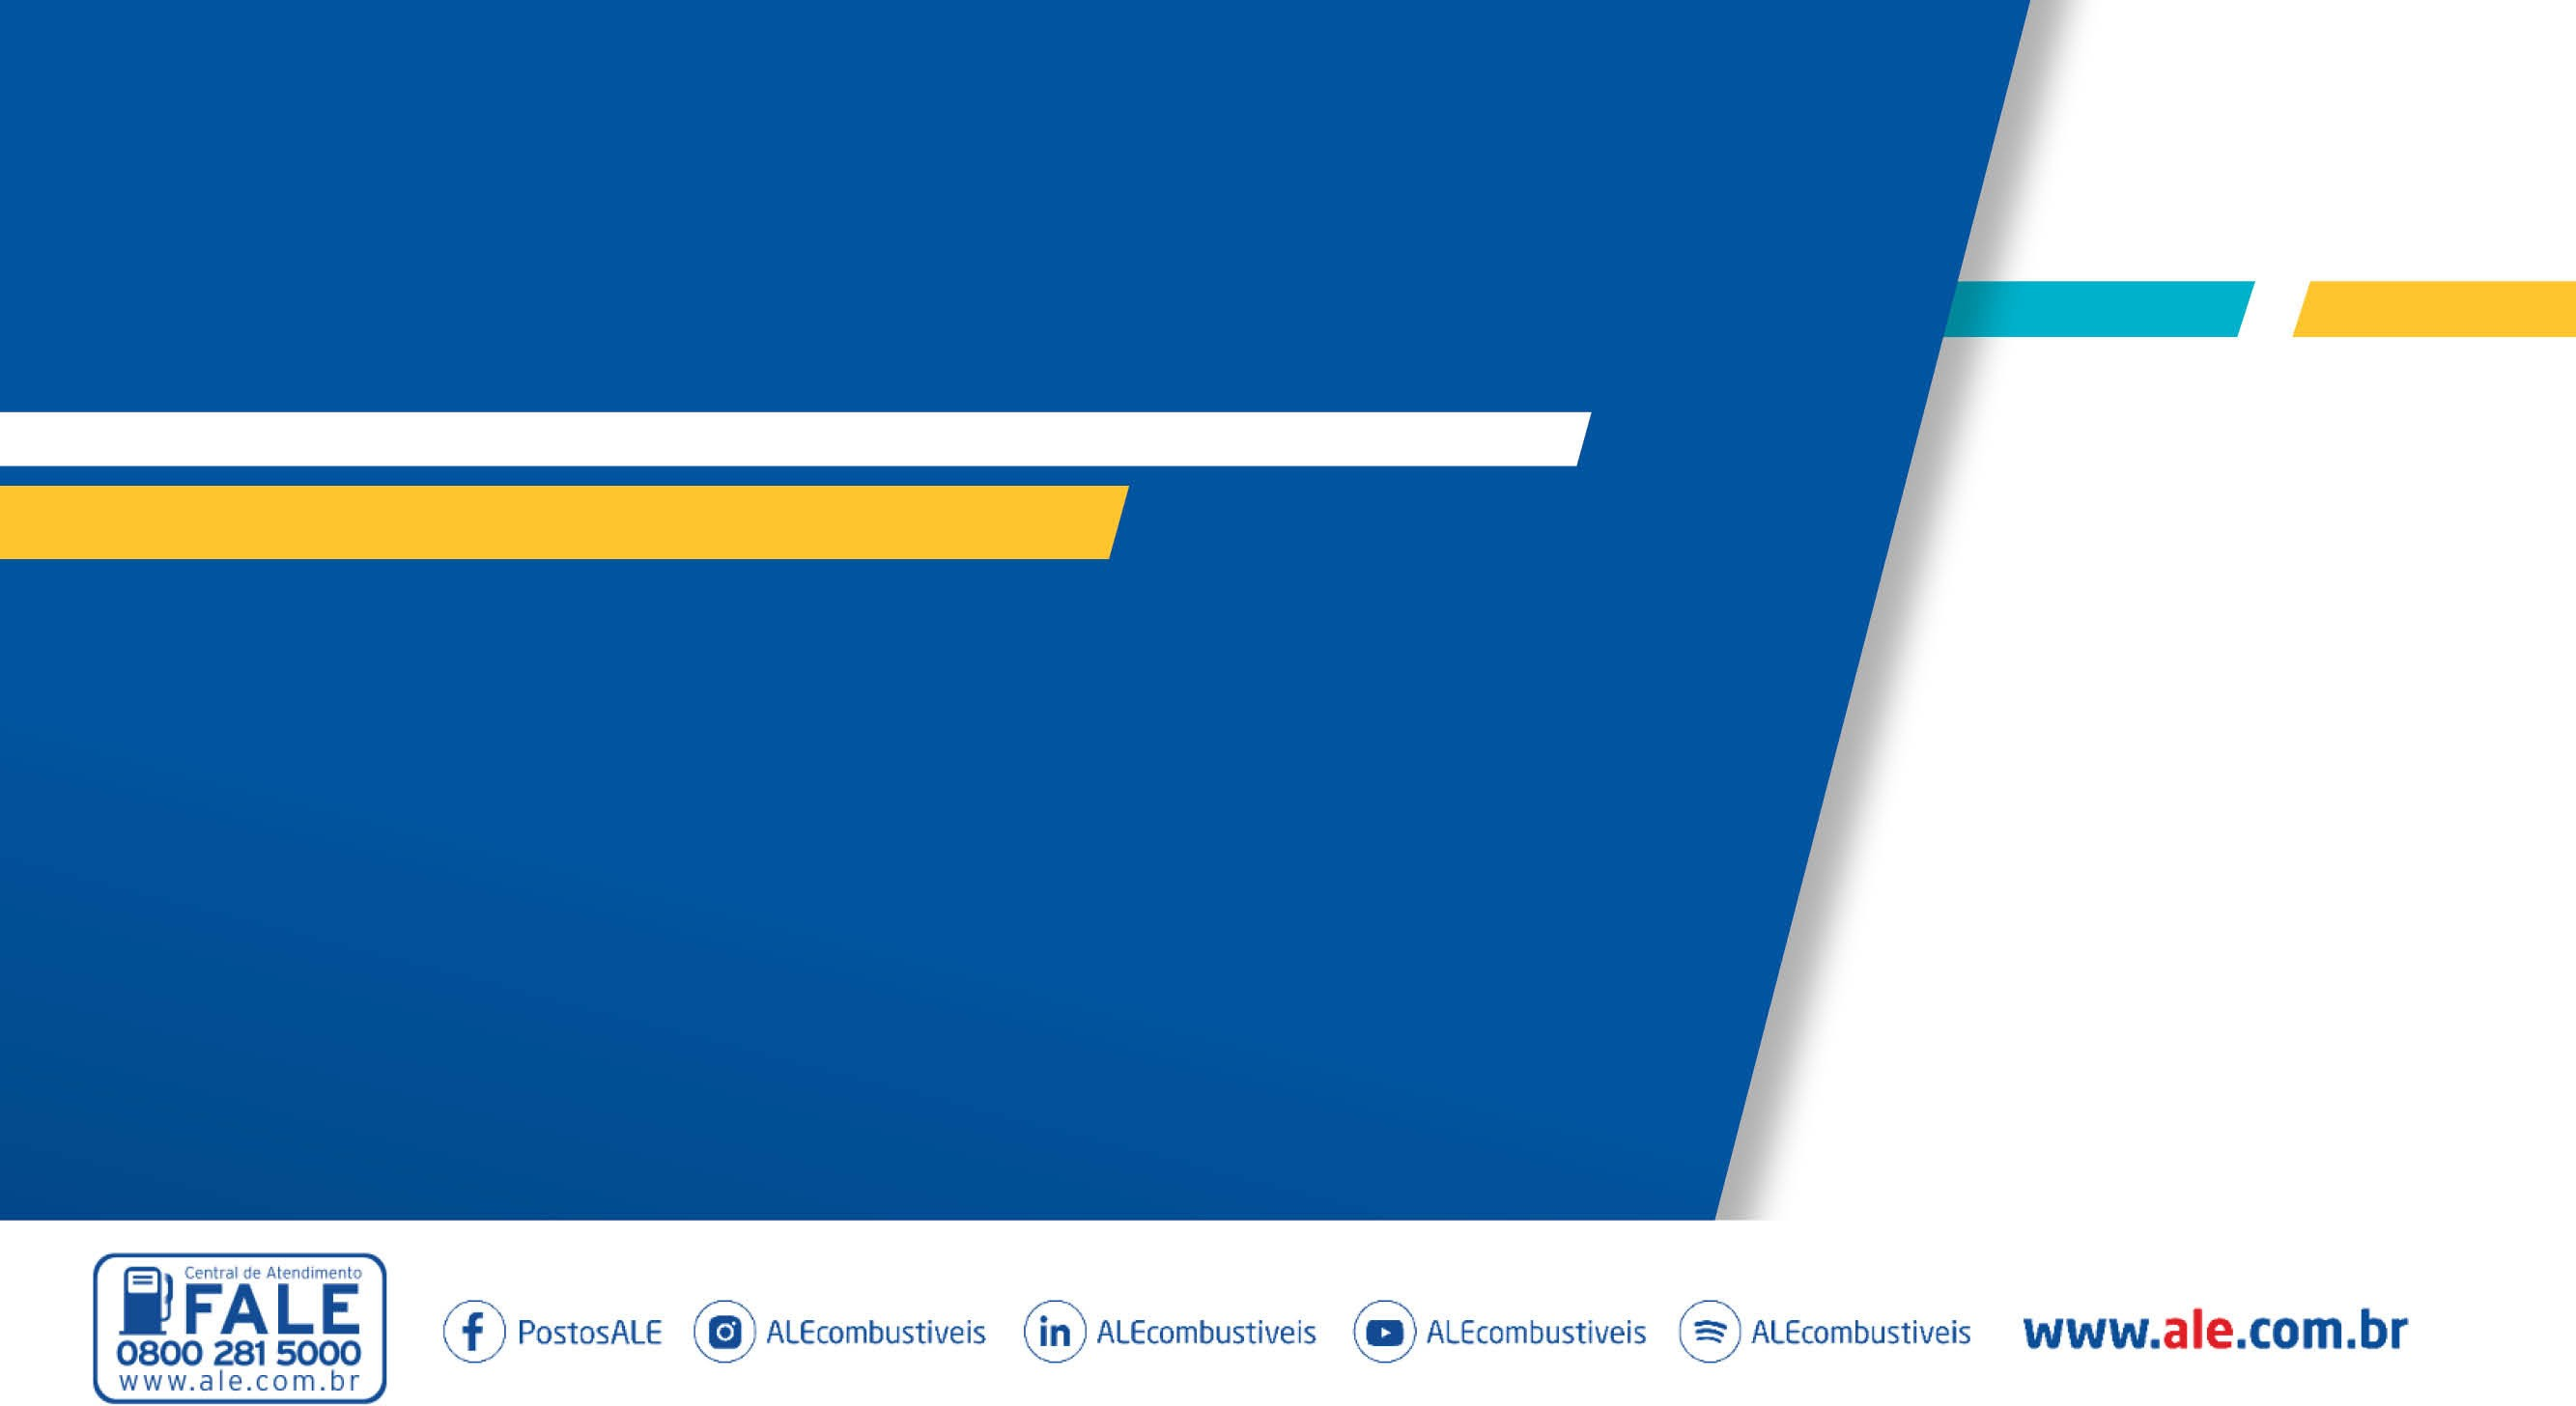 Central de Atendimento
FALE
0800 281 5000
www.ale.com.br
PostosALE
ALEcombustiveis
in ALEcombustiveis
ALEcombustiveis
ALEcombustiveis
www.ale.com.br